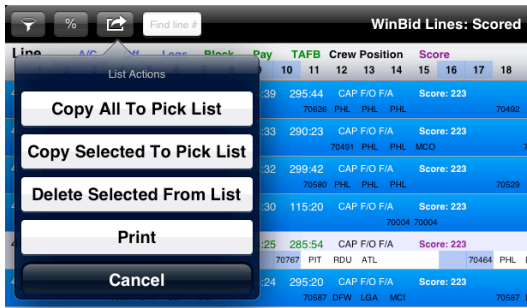 % Find line # WinBid Lines: Scored
Line Block Pay TAFB Crew Position Score
10 11 12 13 14 15 16 17 18
List Actions
Copy All To Pick List
Copy Selected To Pick List
Delete Selected From List
Print
Cancel
:39 295:44 CAP F/O F/A Score: 223
70626 PHL PHL PHL 70492
:33 290:23 CAP F/O F/A Score: 223
70491 PHL PHL MCO
:32 299:42 CAP F/O F/A Score: 223
70580 PHL PHL PHL 70529
:30 115:20 CAP F/O F/A Score: 223
70004 70004
:25 285:54 CAP F/O F/A Score: 223
70767 PIT RDU ATL 70464 PHL
:24 295:20 CAP F/O F/A Score: 223
70587 DFW LGA MCI 70587